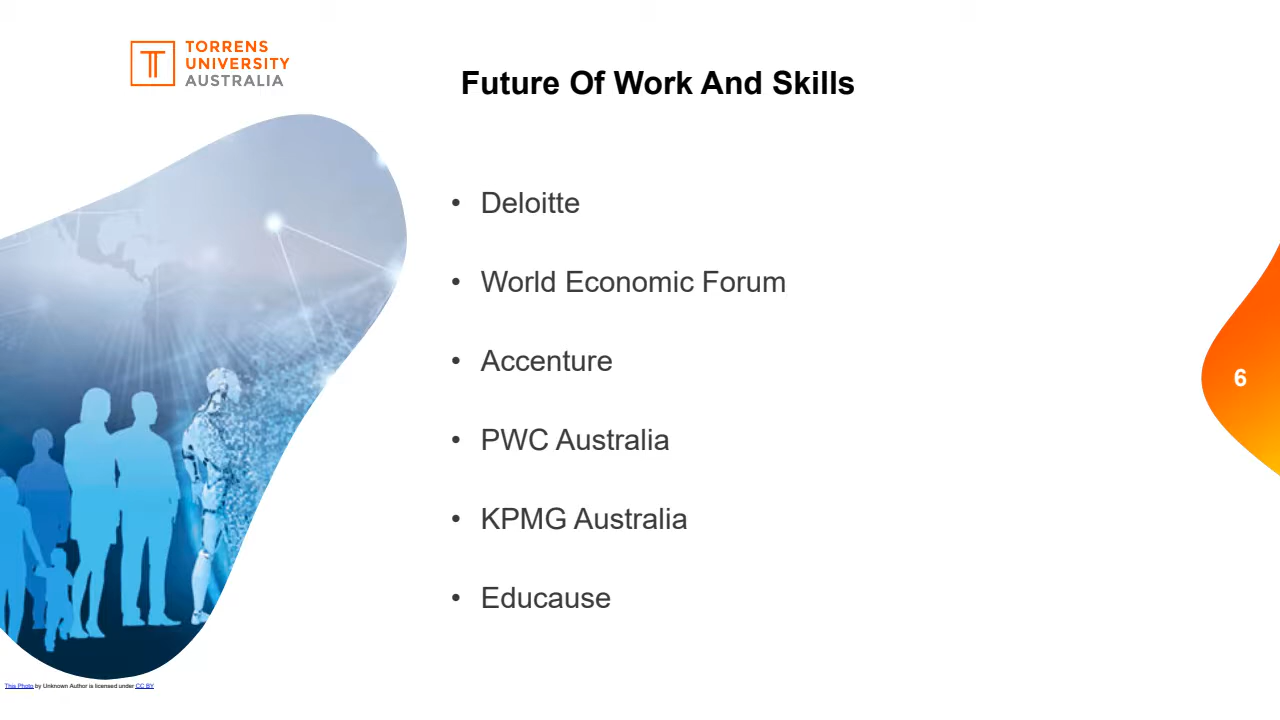 TORRENS
UNIVERSITY
AUSTRALIA
Future Of Work And Skills
• Deloitte
• World Economic Forum
• Accenture
• PWC Australia
• KPMG Australia
• Educause
6
This Photo by Unknown Author is licensed under CC BY